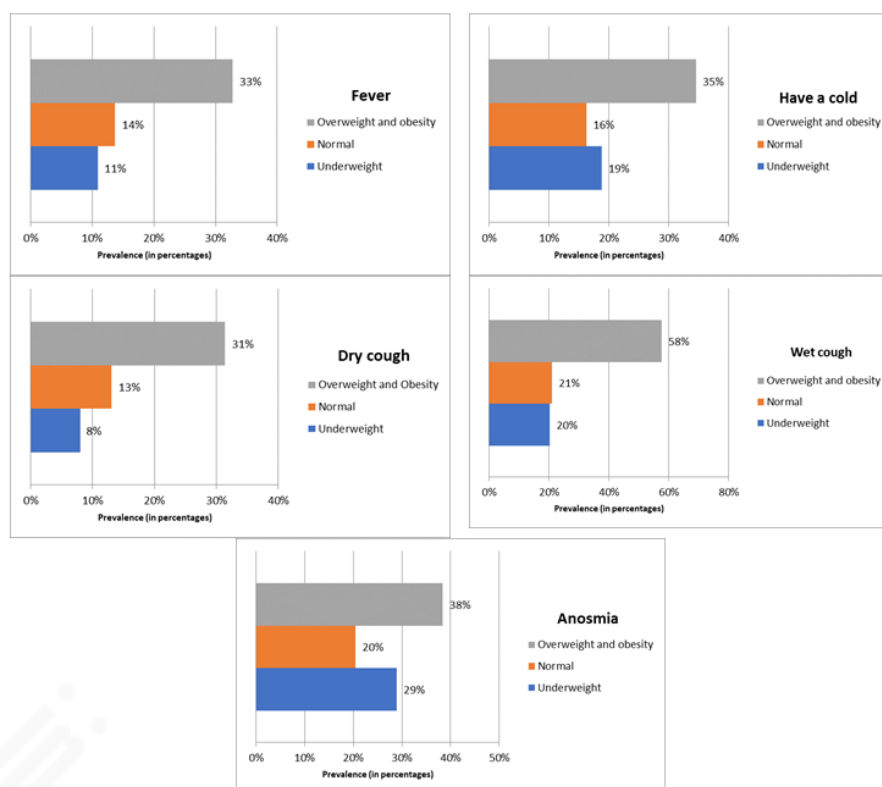 33%
Fever
Overweight and obesity
14%
Normal
11%
Underweight
0% 10% 20% 30% 40%
Prevalence (in percentages)
35%
Have a cold
Overweight and obesity
16%
Normal
19%
Underweight
0% 10% 20% 30% 40%
Prevalence (in percentages)
31%
Dry cough
Overweight and Obesity
13%
Normal
8%
Underweight
0% 10% 20% 30% 40%
Prevalence (in percentages)
58%
Wet cough
Overweight and obesity
21%
Normal
20%
Underweight
0% 20% 40% 60% 80%
Prevalence (in percentages)
38%
Anosmia
Overweight and obesity
20%
Normal
29%
Underweight
0% 10% 20% 30% 40% 50%
Prevalence (in percentages)